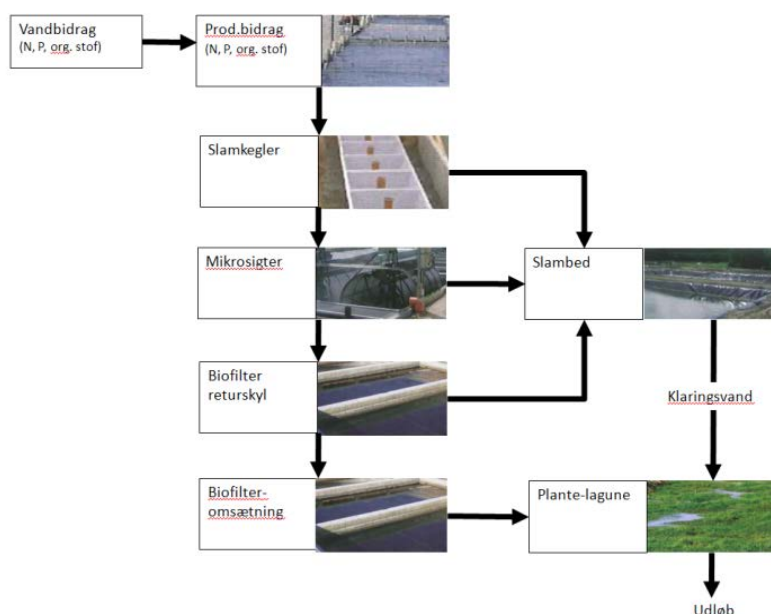 Vandbidrag
(N, P, org. stof)
Prod.bidrag
(N, P, org. stof)
Slamkegler
Mikrosigter
Slambed
Biofilter
returskyl
Klaringsvand
Biofilter-
omsætning
Plante-lagune
Udløb